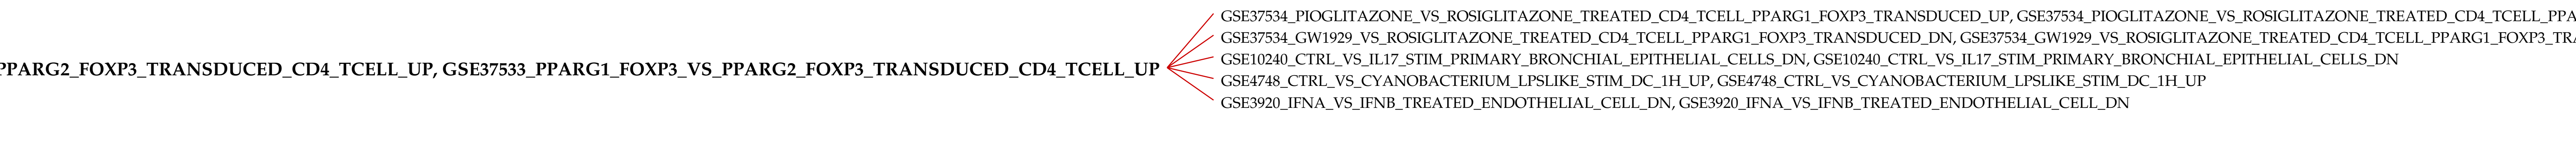 GSE37534_PIOGLITAZONE_VS_ROSIGLITAZONE_TREATED_CD4_TCELL_PPARG1_FOXP3_TRANSDUCED_UP, GSE37534_PIOGLITAZONE_VS_ROSIGLITAZONE_TREATED_CD4_TCELL_PPA
GSE37534_GW1929_VS_ROSIGLITAZONE_TREATED_CD4_TCELL_PPARG1_FOXP3_TRANSDUCED_DN, GSE37534_GW1929_VS_ROSIGLITAZONE_TREATED_CD4_TCELL_PPARG1_FOXP3_TRA
GSE10240_CTRL_VS_IL17_STIM_PRIMARY_BRONCHIAL_EPITHELIAL_CELLS_DN, GSE10240_CTRL_VS_IL17_STIM_PRIMARY_BRONCHIAL_EPITHELIAL_CELLS_DN
PPARG2_FOXP3_TRANSDUCED_CD4_TCELL_UP, GSE37533_PPARG1_FOXP3_VS_PPARG2_FOXP3_TRANSDUCED_CD4_TCELL_UP
GSE4748_CTRL_VS_CYANOBACTERIUM_LPSLIKE_STIM_DC_1H_UP, GSE4748_CTRL_VS_CYANOBACTERIUM_LPSLIKE_STIM_DC_1H_UP
GSE3920_IFNA_VS_IFNB_TREATED_ENDOTHELIAL_CELL_DN, GSE3920_IFNA_VS_IFNB_TREATED_ENDOTHELIAL_CELL_DN